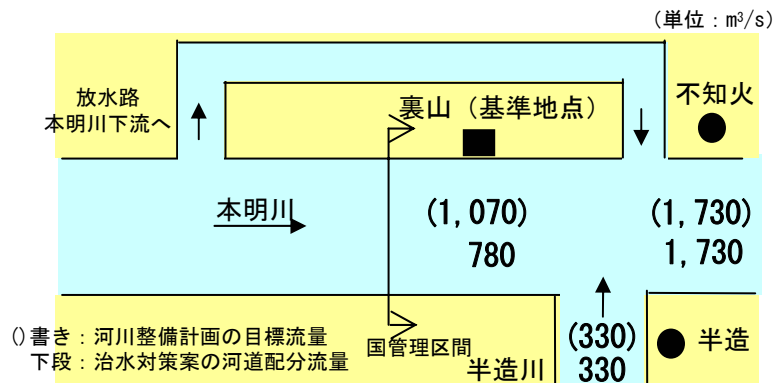 (単位：m³/s)
放水路
本明川下流へ
裏山（基準地点）
不知火
本明川
(1,070)
780
(1,730)
1,730
()書き：河川整備計画の目標流量
下段：治水対策案の河道配分流量
国管理区間
半造川
(330)
330
半造